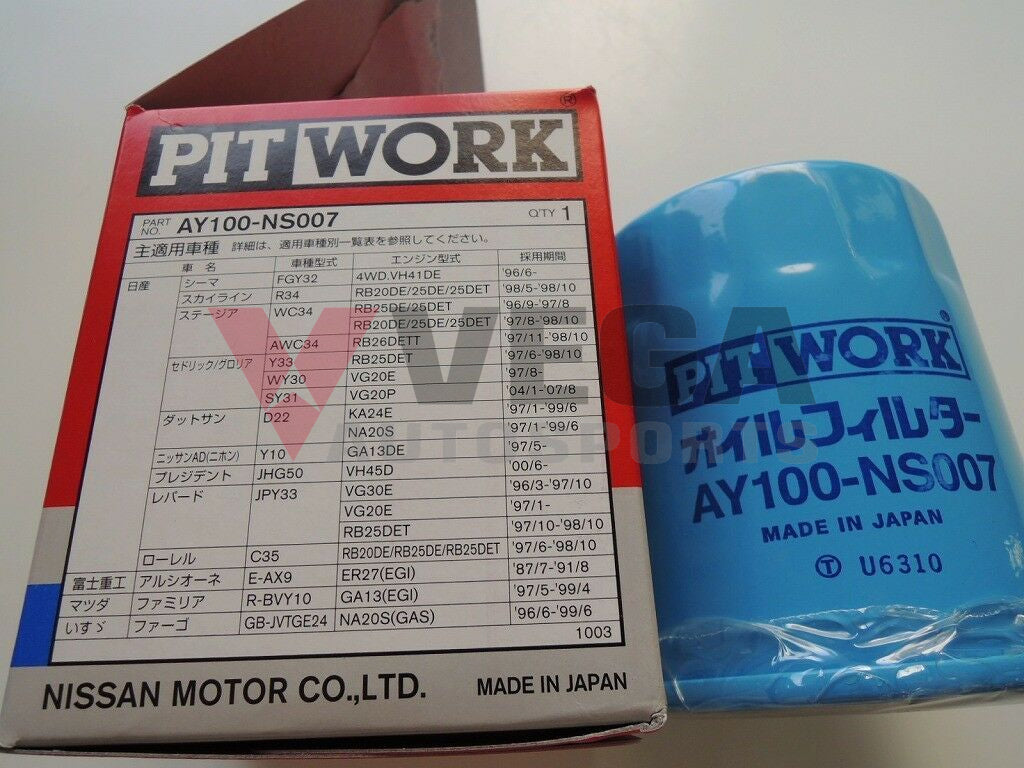 PIT WORK®
PART NO. AY100-NS007 Q'TY 1
主適用車種 詳細は、適用車種別一覧表を参照してください。
車名 車種型式 エンジン型式 採用期間
日産 シーマ FGY32 4WD.VH41DE '96/6-
スカイライン R34 RB20DE/25DE/25DET '98/5-'98/10
ステージア WC34 RB25DE/25DET '96/9-'97/8
RB20DE/25DE/25DET '97/8-'98/10
AWC34 RB26DETT '97/11-'98/10
セドリック/グロリア Y33 RB25DET '97/6-'98/10
WY30 VG20E '97/8-
SY31 VG20P '04/1-'07/8
ダットサン D22 KA24E '97/1-'99/6
NA20S '97/1-'99/6
ニッサンAD(ニホン) Y10 GA13DE '97/5-
プレジデント JHG50 VH45D '00/6-
レパード JPY33 VG30E '96/3-'97/10
VG20E '97/1-
RB25DET '97/10-'98/10
ローレル C35 RB20DE/RB25DE/RB25DET '97/6-'98/10
富士重工 アルシオーネ E-AX9 ER27(EGI) '87/7-'91/8
マツダ ファミリア R-BVY10 GA13(EGI) '97/5-'99/4
いすゞ ファーゴ GB-JVTGE24 NA20S(GAS) '96/6-'99/6
1003
NISSAN MOTOR CO.,LTD. MADE IN JAPAN
PIT WORK®
オイルフィルター
AY100-NS007
MADE IN JAPAN
Ⓣ U6310
VEGA
AUTOSPORTS